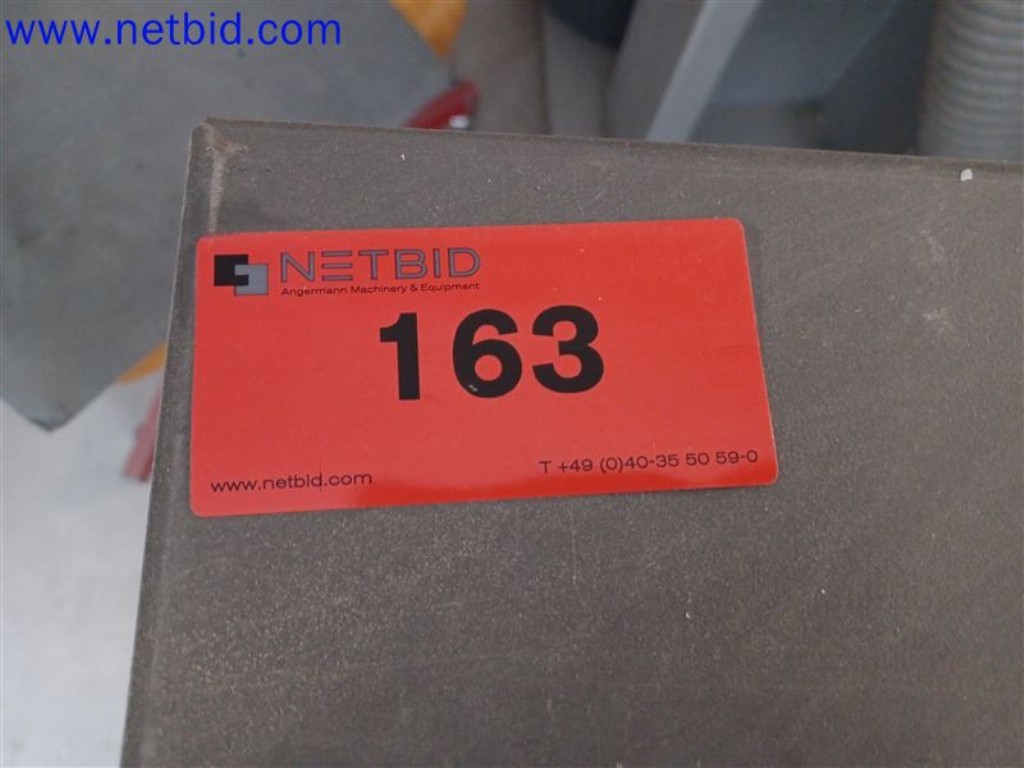 www.netbid.com
NETBID
Angermann Machinery & Equipment
163
www.netbid.com
T +49 (0)40-35 50 59-0